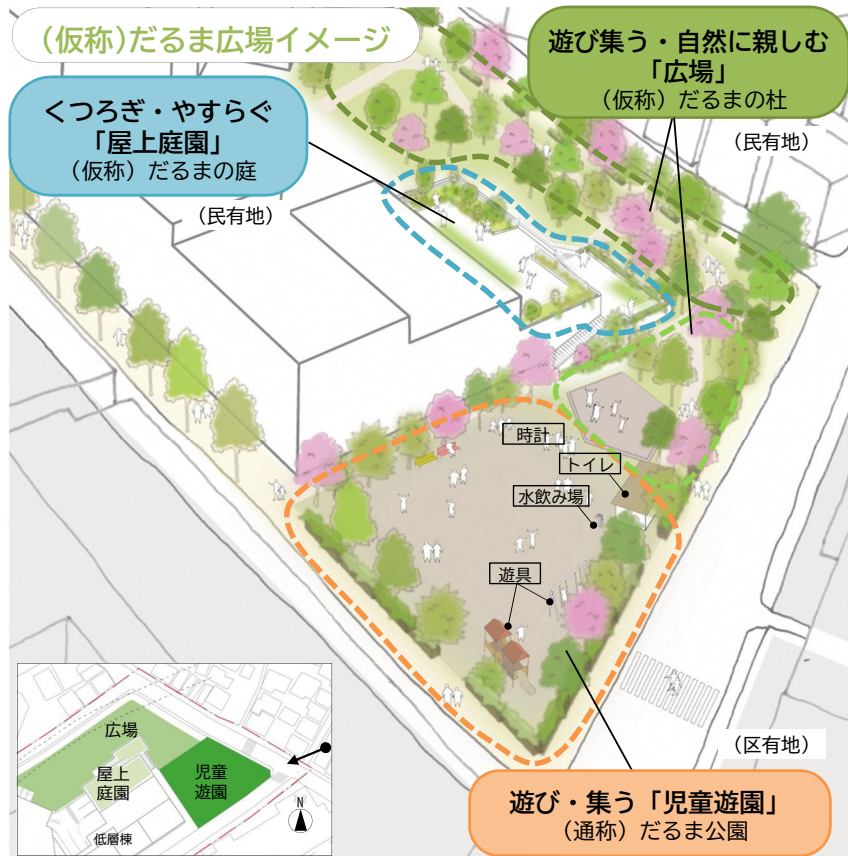 (仮称)だるま広場イメージ
遊び集う・自然に親しむ
「広場」
(仮称)だるまの杜
くつろぎ・やすらぐ
「屋上庭園」
(仮称)だるまの庭
(民有地)
(民有地)
時計
トイレ
水飲み場
遊具
広場
屋上
庭園
児童
遊園
低層棟
N
(区有地)
遊び・集う「児童遊園」
(通称)だるま公園